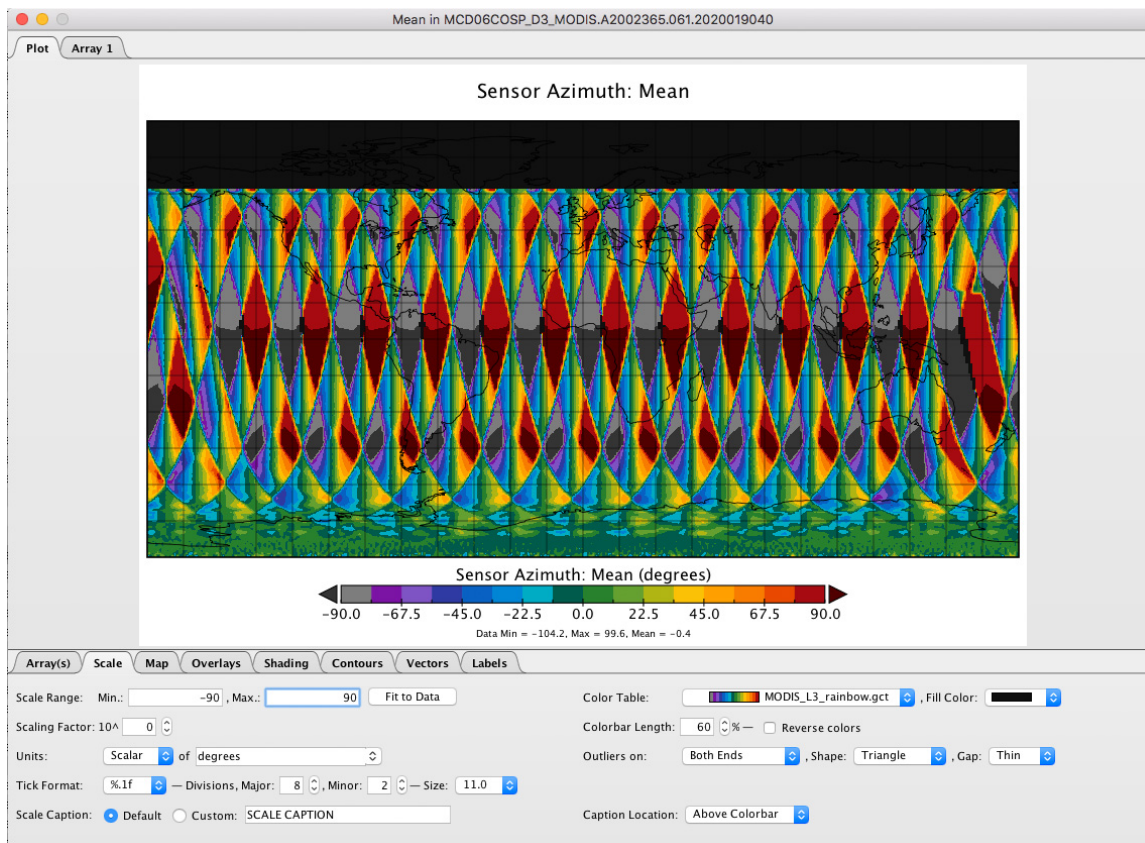 Mean in MCD06COSP_D3_MODIS.A2002365.061.2020019040
Plot Array 1
Sensor Azimuth: Mean
Sensor Azimuth: Mean (degrees)
-90.0 -67.5 -45.0 -22.5 0.0 22.5 45.0 67.5 90.0
Data Min = -104.2, Max = 99.6, Mean = -0.4
Array(s) Scale Map Overlays Shading Contours Vectors Labels
Scale Range: Min.: -90 , Max.: 90 Fit to Data Color Table: MODIS_L3_rainbow.gct , Fill Color:
Scaling Factor: 10^ 0 Colorbar Length: 60 % — Reverse colors
Units: Scalar of degrees Outliers on: Both Ends , Shape: Triangle , Gap: Thin
Tick Format: %.1f — Divisions, Major: 8 , Minor: 2 — Size: 11.0
Scale Caption: Default Custom: SCALE CAPTION Caption Location: Above Colorbar